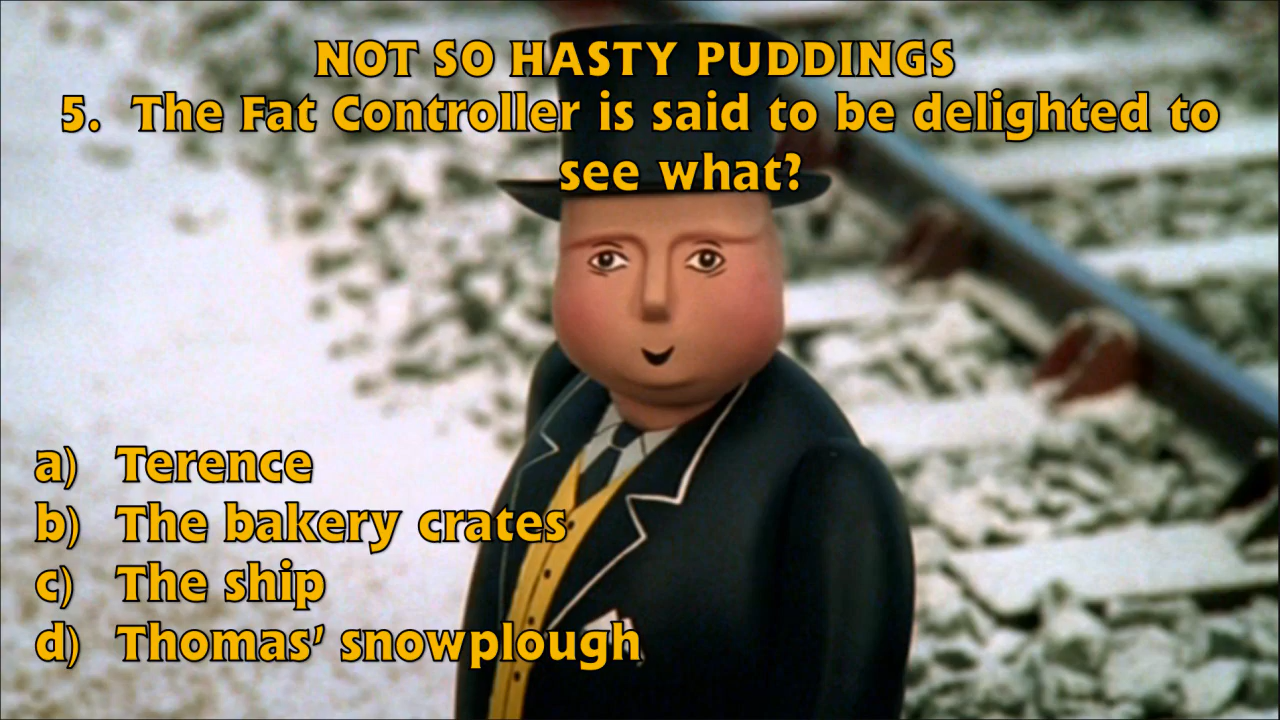 NOT SO HASTY PUDDINGS
5. The Fat Controller is said to be delighted to
see what?
a) Terence
b) The bakery crates
c) The ship
d) Thomas’ snowplough